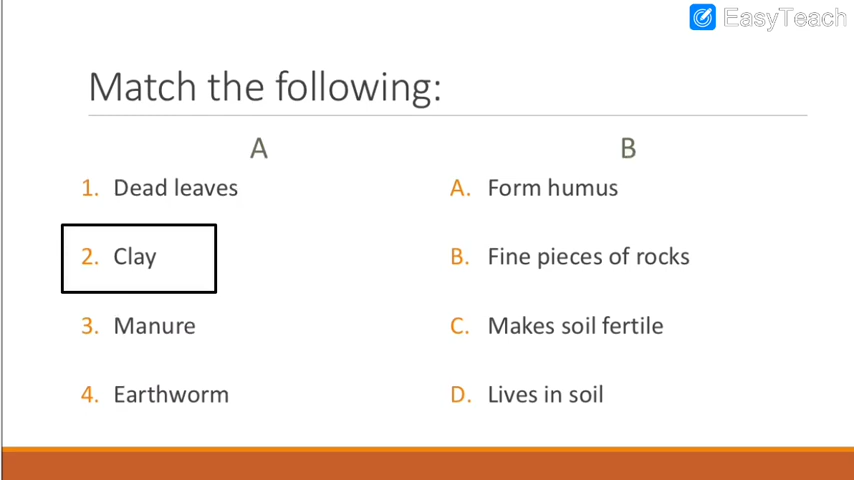 EasyTeach
Match the following:
A B
1. Dead leaves A. Form humus
2. Clay B. Fine pieces of rocks
3. Manure C. Makes soil fertile
4. Earthworm D. Lives in soil